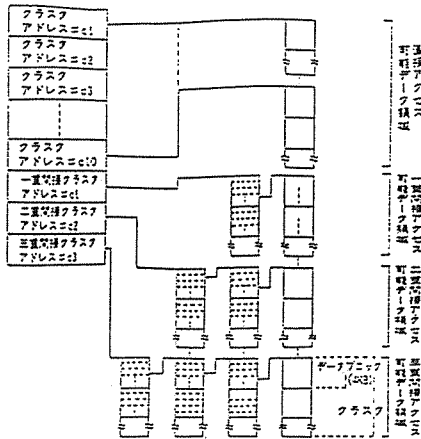 クラスタ
アドレス=c1
クラスタ
アドレス=c2
クラスタ
アドレス=c3
クラスタ
アドレス=c10
一重間接クラスタ
アドレス=c1
二重間接クラスタ
アドレス=c2
三重間接クラスタ
アドレス=c3
直接アクセス
可能データ領域
一重間接アクセス
可能データ領域
二重間接アクセス
可能データ領域
三重間接アクセス
可能データ領域
データブロック
クラスタ